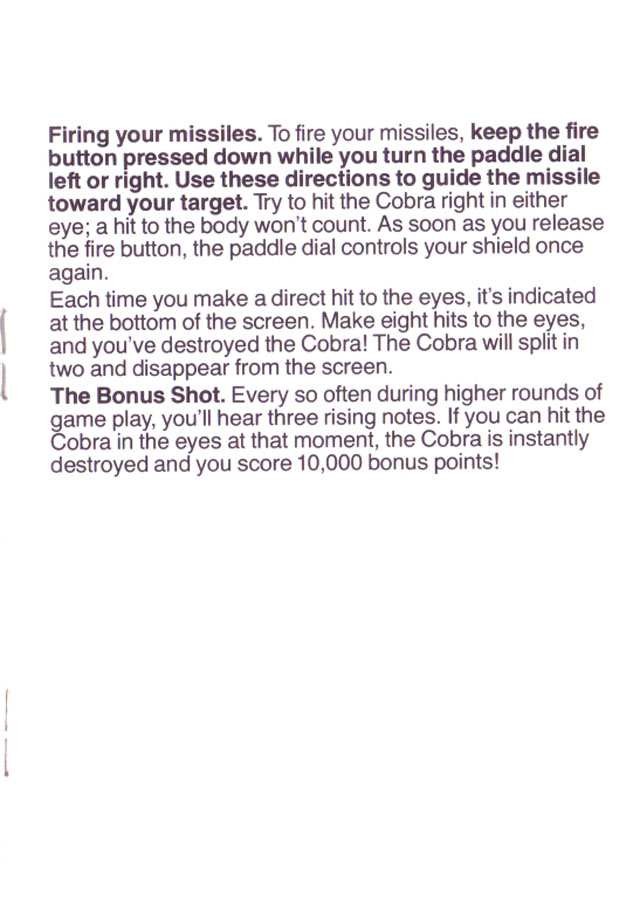 Firing your missiles. To fire your missiles, keep the fire
button pressed down while you turn the paddle dial
left or right. Use these directions to guide the missile
toward your target. Try to hit the Cobra right in either
eye; a hit to the body won't count. As soon as you release
the fire button, the paddle dial controls your shield once
again.
Each time you make a direct hit to the eyes, it's indicated
at the bottom of the screen. Make eight hits to the eyes,
and you've destroyed the Cobra! The Cobra will split in
two and disappear from the screen.
The Bonus Shot. Every so often during higher rounds of
game play, you'll hear three rising notes. If you can hit the
Cobra in the eyes at that moment, the Cobra is instantly
destroyed and you score 10,000 bonus points!